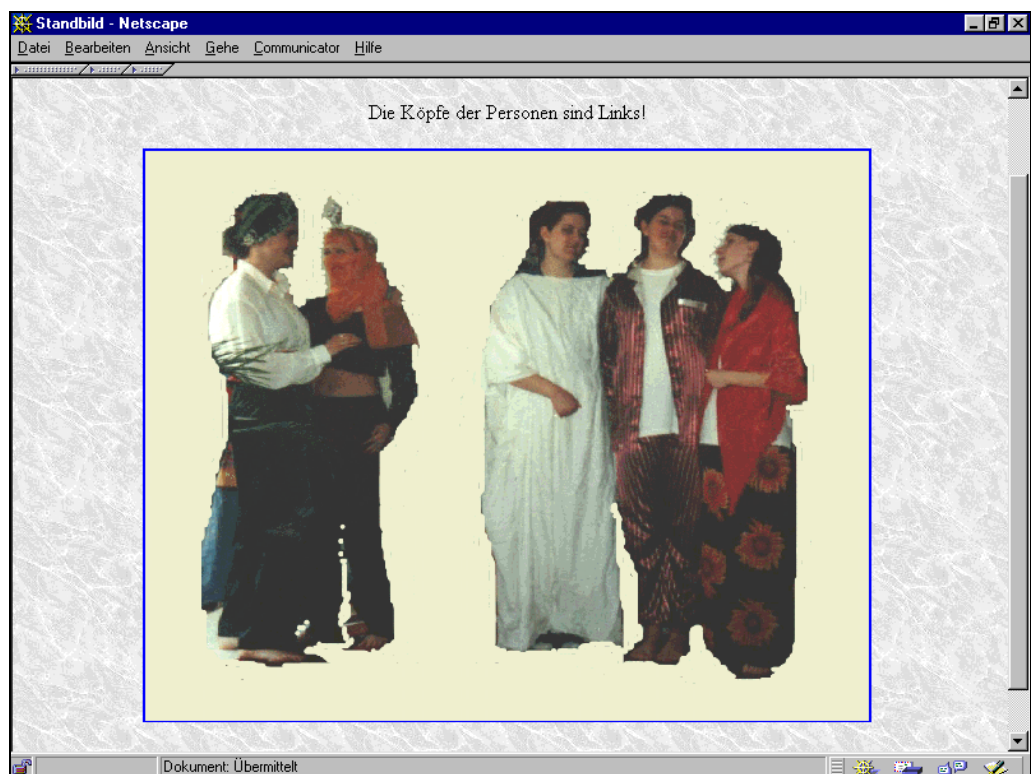 Standbild - Netscape
Datei Bearbeiten Ansicht Gehe Communicator Hilfe
Die Köpfe der Personen sind Links!
Dokument: Übermittelt